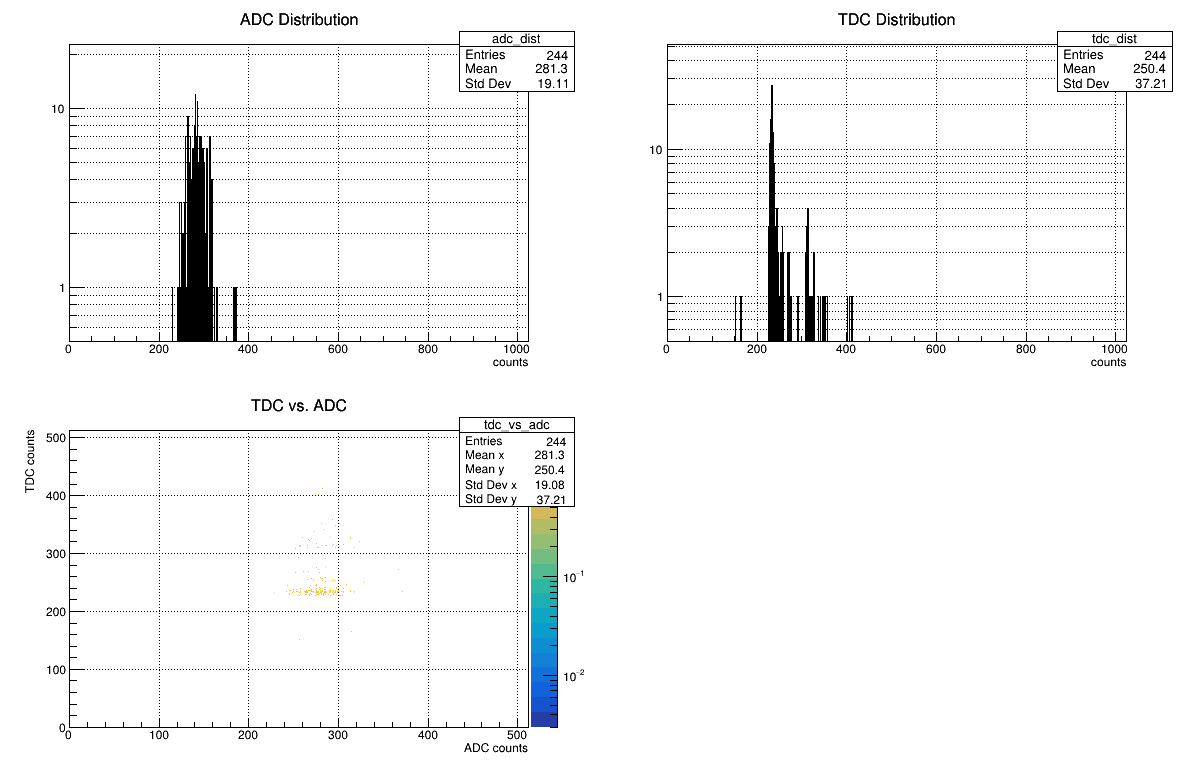 ADC Distribution
adc_dist
Entries 244
Mean 281.3
Std Dev 19.11
10
1
0 200 400 600 800 1000
counts
TDC Distribution
tdc_dist
Entries 244
Mean 250.4
Std Dev 37.21
10
1
0 200 400 600 800 1000
counts
TDC vs. ADC
tdc_vs_adc
Entries 244
Mean x 281.3
Mean y 250.4
Std Dev x 19.08
Std Dev y 37.21
TDC counts
500
400
300
200
100
0
0 100 200 300 400 500
ADC counts
10⁻¹
10⁻²